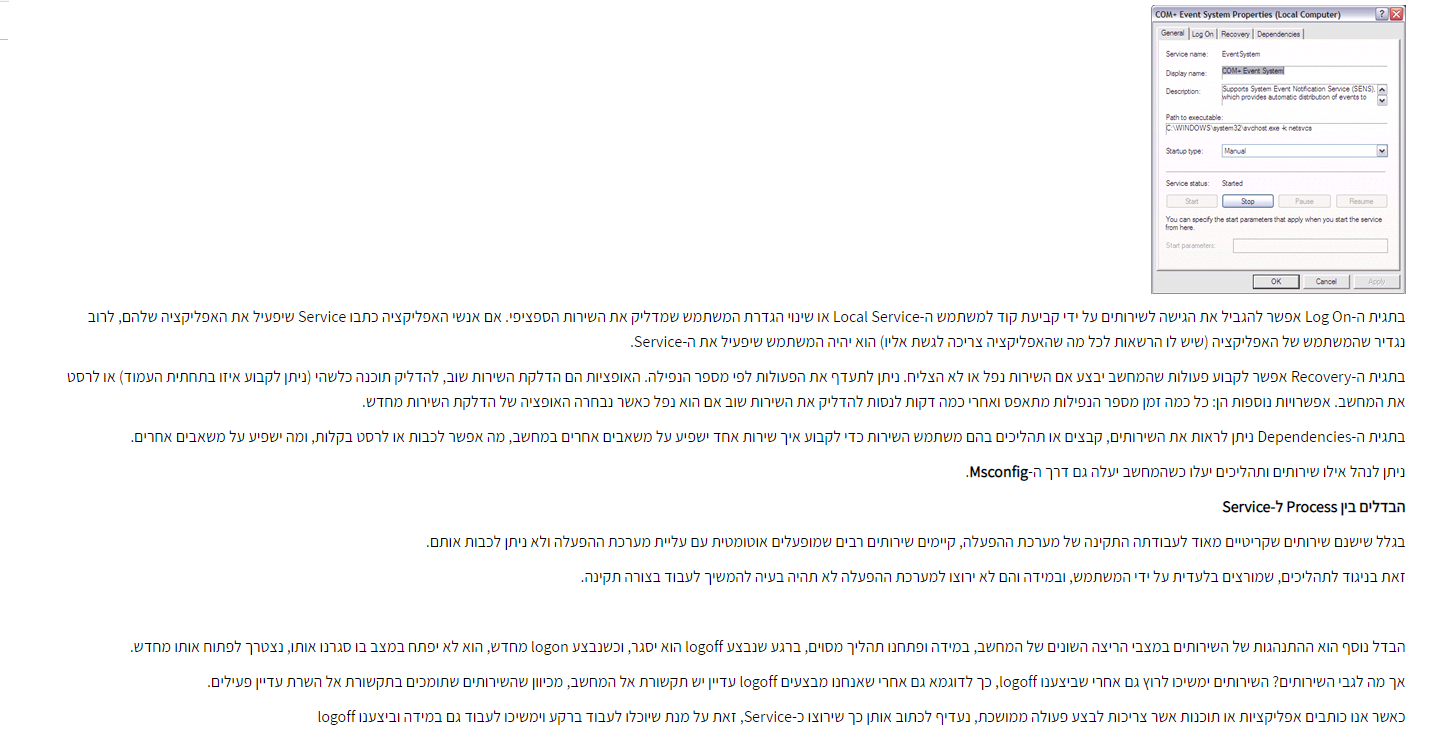 COM+ Event System Properties (Local Computer)
General
Log On
Recovery
Dependencies
Service name:
EventSystem
Display name:
COM+ Event System
Description:
Supports System Event Notification Service (SENS),
which provides automatic distribution of events to
Path to executable:
C:\WINDOWS\system32\svchost.exe -k netsvcs
Startup type:
Manual
Service status:
Started
Start
Stop
Pause
Resume
You can specify the start parameters that apply when you start the service
from here.
Start parameters:
OK
Cancel
Apply
בתגית ה-Log On אפשר להגביל את הגישה לשירותים על ידי קביעת קוד למשתמש ה-Local Service או שינוי הגדרת המשתמש שמדליק את השירות הספציפי. אם אנשי האפליקציה כתבו Service שיפעיל את האפליקציה שלהם, לרוב
נגדיר שהמשתמש של האפליקציה (שיש לו הרשאות לכל מה שהאפליקציה צריכה לגשת אליו) הוא יהיה המשתמש שיפעיל את ה-Service.
בתגית ה-Recovery אפשר לקבוע פעולות שהמחשב יבצע אם השירות נפל או לא הצליח. ניתן לתעדף את הפעולות לפי מספר הנפילה. האופציות הם הדלקת השירות שוב, להדליק תוכנה כלשהי (ניתן לקבוע איזו בתחתית העמוד) או לרסט
את המחשב. אפשרויות נוספות הן: כל כמה זמן מספר הנפילות מתאפס ואחרי כמה דקות לנסות להדליק את השירות שוב אם הוא נפל כאשר נבחרה האופציה של הדלקת השירות מחדש.
בתגית ה-Dependencies ניתן לראות את השירותים, קבצים או תהליכים בהם משתמש השירות כדי לקבוע איך שירות אחד ישפיע על משאבים אחרים במחשב, מה אפשר לכבות או לרסט בקלות, ומה ישפיע על משאבים אחרים.
ניתן לנהל אילו שירותים ותהליכים יעלו כשהמחשב יעלה גם דרך ה-Msconfig.
הבדלים בין Process ל-Service
בגלל שישנם שירותים שקריטיים מאוד לעבודתה התקינה של מערכת ההפעלה, קיימים שירותים רבים שמופעלים אוטומטית עם עליית מערכת ההפעלה ולא ניתן לכבות אותם.
זאת בניגוד לתהליכים, שמורצים בלעדית על ידי המשתמש, ובמידה והם לא ירוצו למערכת ההפעלה לא תהיה בעיה להמשיך לעבוד בצורה תקינה.
הבדל נוסף הוא ההתנהגות של השירותים במצבי הריצה השונים של המחשב, במידה ופתחנו תהליך מסוים, ברגע שנבצע logoff הוא יסגר, וכשנבצע logon מחדש, הוא לא יפתח במצב בו סגרנו אותו, נצטרך לפתוח אותו מחדש.
אך מה לגבי השירותים? השירותים ימשיכו לרוץ גם אחרי שביצענו logoff, כך לדוגמא גם אחרי שאנחנו מבצעים logoff עדיין יש תקשורת אל המחשב, מכיוון שהשירותים שתומכים בתקשורת אל השרת עדיין פעילים.
כאשר אנו כותבים אפליקציות או תוכנות אשר צריכות לבצע פעולה ממושכת, נעדיף לכתוב אותן כך שירוצו כ-Service, זאת על מנת שיוכלו לעבוד ברקע וימשיכו לעבוד גם במידה וביצענו logoff